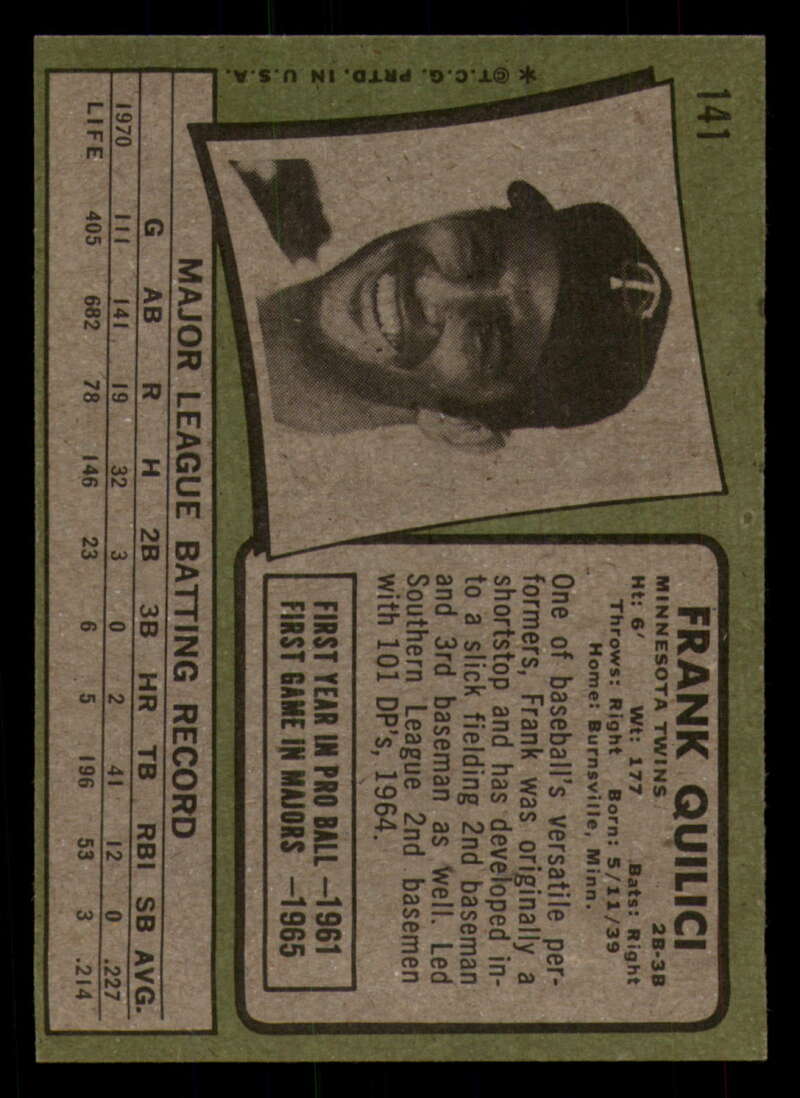 141
* ©T.C.G. PRTD. IN U.S.A.
FRANK QUILICI
MINNESOTA TWINS 2B-3B
Ht: 6′ Wt: 177 Bats: Right
Throws: Right Born: 5/11/39
Home: Burnsville, Minn.
One of baseball's versatile per-
formers, Frank was originally a
shortstop and has developed in-
to a slick fielding 2nd baseman
and 3rd baseman as well. Led
Southern League 2nd basemen
with 101 DP's, 1964.
FIRST YEAR IN PRO BALL —1961
FIRST GAME IN MAJORS —1965
MAJOR LEAGUE BATTING RECORD
G AB R H 2B 3B HR TB RBI SB AVG.
1970 111 141 19 32 3 0 2 41 12 0 .227
LIFE 405 682 78 146 23 6 5 196 53 3 .214